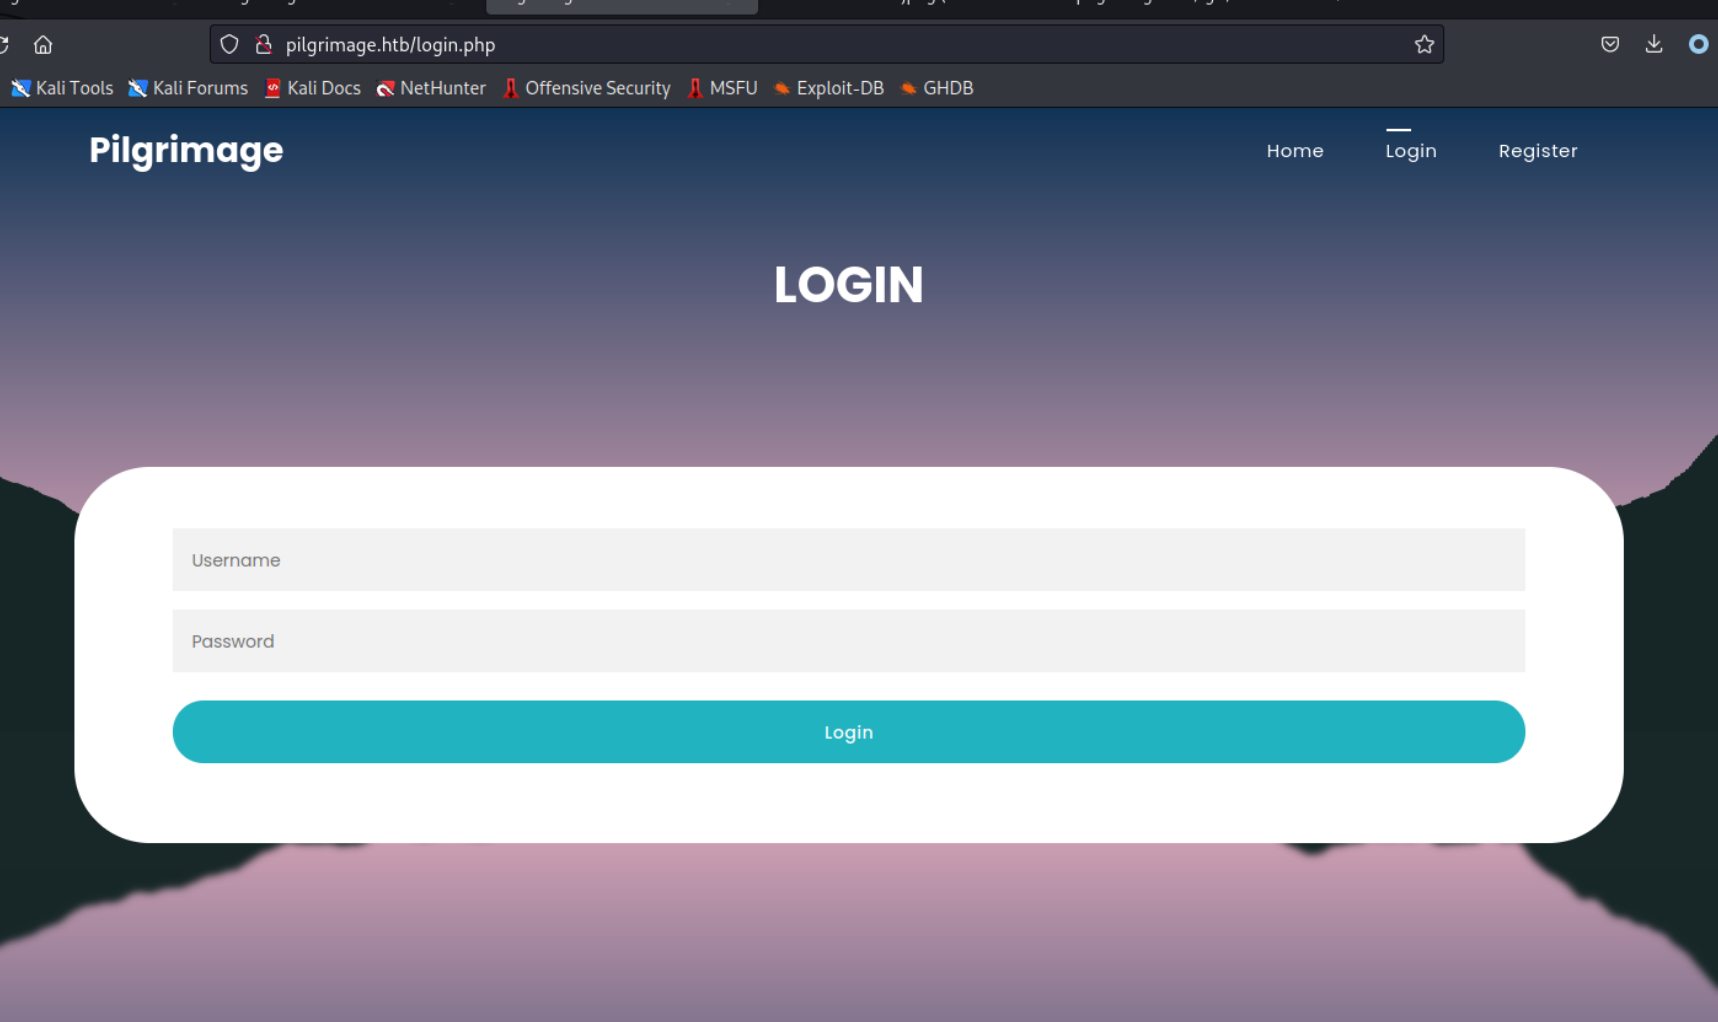 pilgrimage.htb/login.php
Kali Tools Kali Forums Kali Docs NetHunter Offensive Security MSFU Exploit-DB GHDB
Pilgrimage
Home Login Register
LOGIN
Username
Password
Login